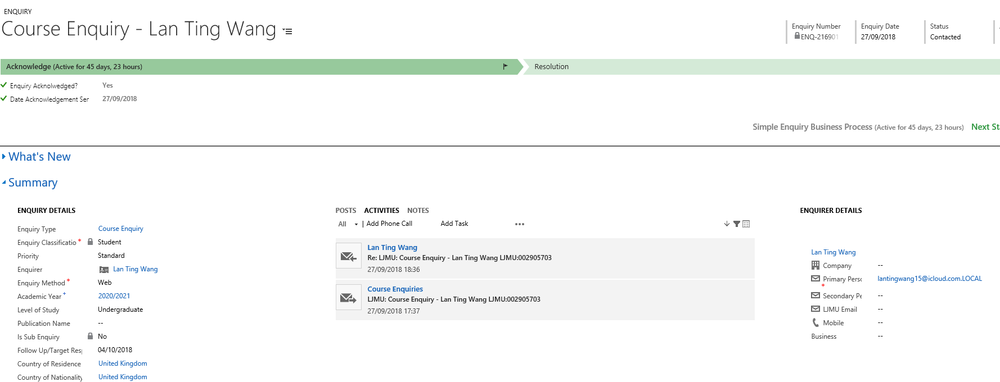 ENQUIRY
Course Enquiry - Lan Ting Wang
Enquiry Number
ENQ-216901
Enquiry Date
27/09/2018
Status
Contacted
Acknowledge (Active for 45 days, 23 hours)
Resolution
Enquiry Acknolwedged? Yes
Date Acknowledgement Ser 27/09/2018
Simple Enquiry Business Process (Active for 45 days, 23 hours) Next St
What's New
Summary
ENQUIRY DETAILS
Enquiry Type Course Enquiry
Enquiry Classificatio * Student
Priority Standard
Enquirer Lan Ting Wang
Enquiry Method * Web
Academic Year + 2020/2021
Level of Study Undergraduate
Publication Name --
Is Sub Enquiry No
Follow Up/Target Res 04/10/2018
Country of Residence United Kingdom
Country of Nationality United Kingdom
POSTS ACTIVITIES NOTES
All | Add Phone Call Add Task •••
Lan Ting Wang
Re: LJMU: Course Enquiry - Lan Ting Wang LJMU:002905703
27/09/2018 18:36
Course Enquiries
LJMU: Course Enquiry - Lan Ting Wang LJMU:002905703
27/09/2018 17:37
ENQUIRER DETAILS
Lan Ting Wang
Company --
Primary Persc * lantingwang15@icloud.com.LOCAL
Secondary Pe --
LJMU Email --
Mobile --
Business --